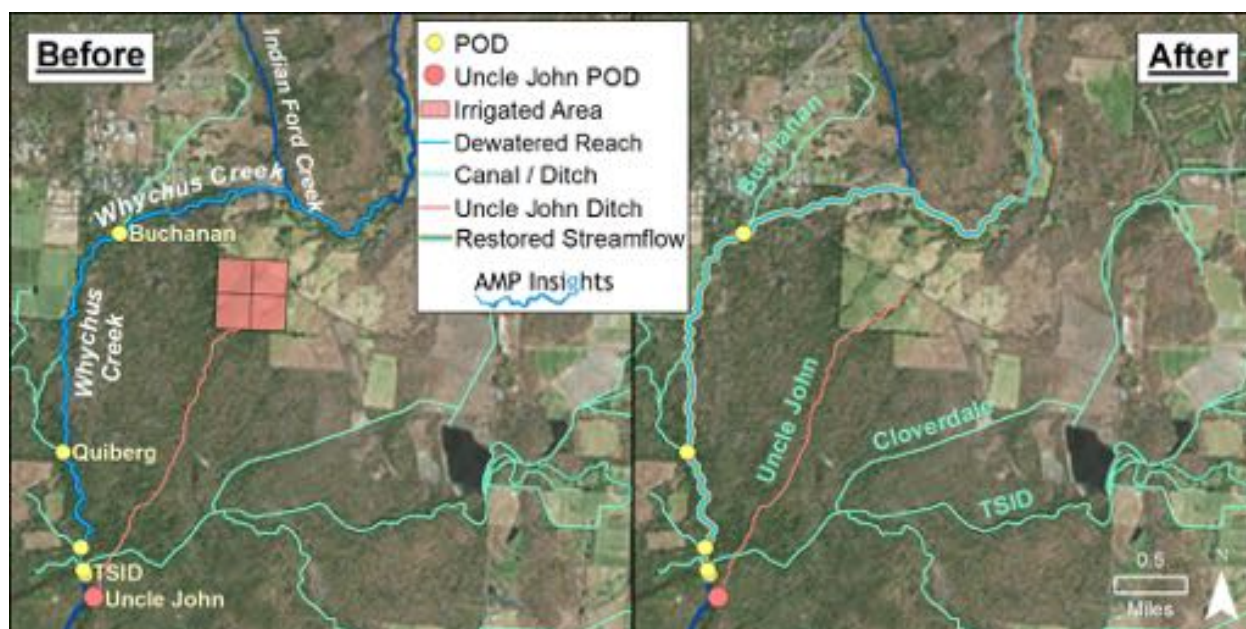 Before
Indian Ford Creek
Whychus Creek
Buchanan
Whychus
Creek
Quiberg
TSID
Uncle John
POD
Uncle John POD
Irrigated Area
Dewatered Reach
Canal / Ditch
Uncle John Ditch
Restored Streamflow
AMP Insights
After
Buchanan
Uncle John
Cloverdale
TSID
0.5
Miles
N